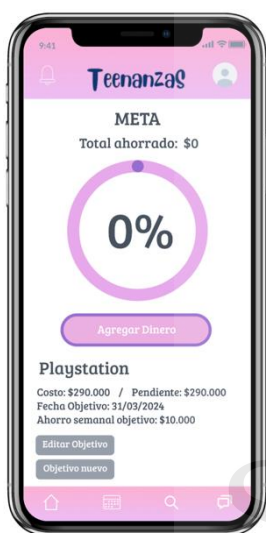 9:41
Teenanzas
META
Total ahorrado: $0
0%
Agregar Dinero
Playstation
Costo: $290.000 / Pendiente: $290.000
Fecha Objetivo: 31/03/2024
Ahorro semanal objetivo: $10.000
Editar Objetivo
Objetivo nuevo